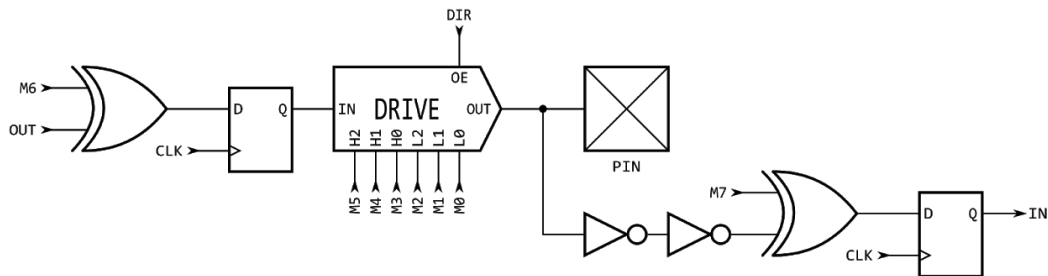 DIR
M6
OUT
CLK
D
Q
IN
DRIVE
OE
OUT
H2
H1
H0
L2
L1
L0
M5
M4
M3
M2
M1
M0
PIN
M7
CLK
D
Q
IN